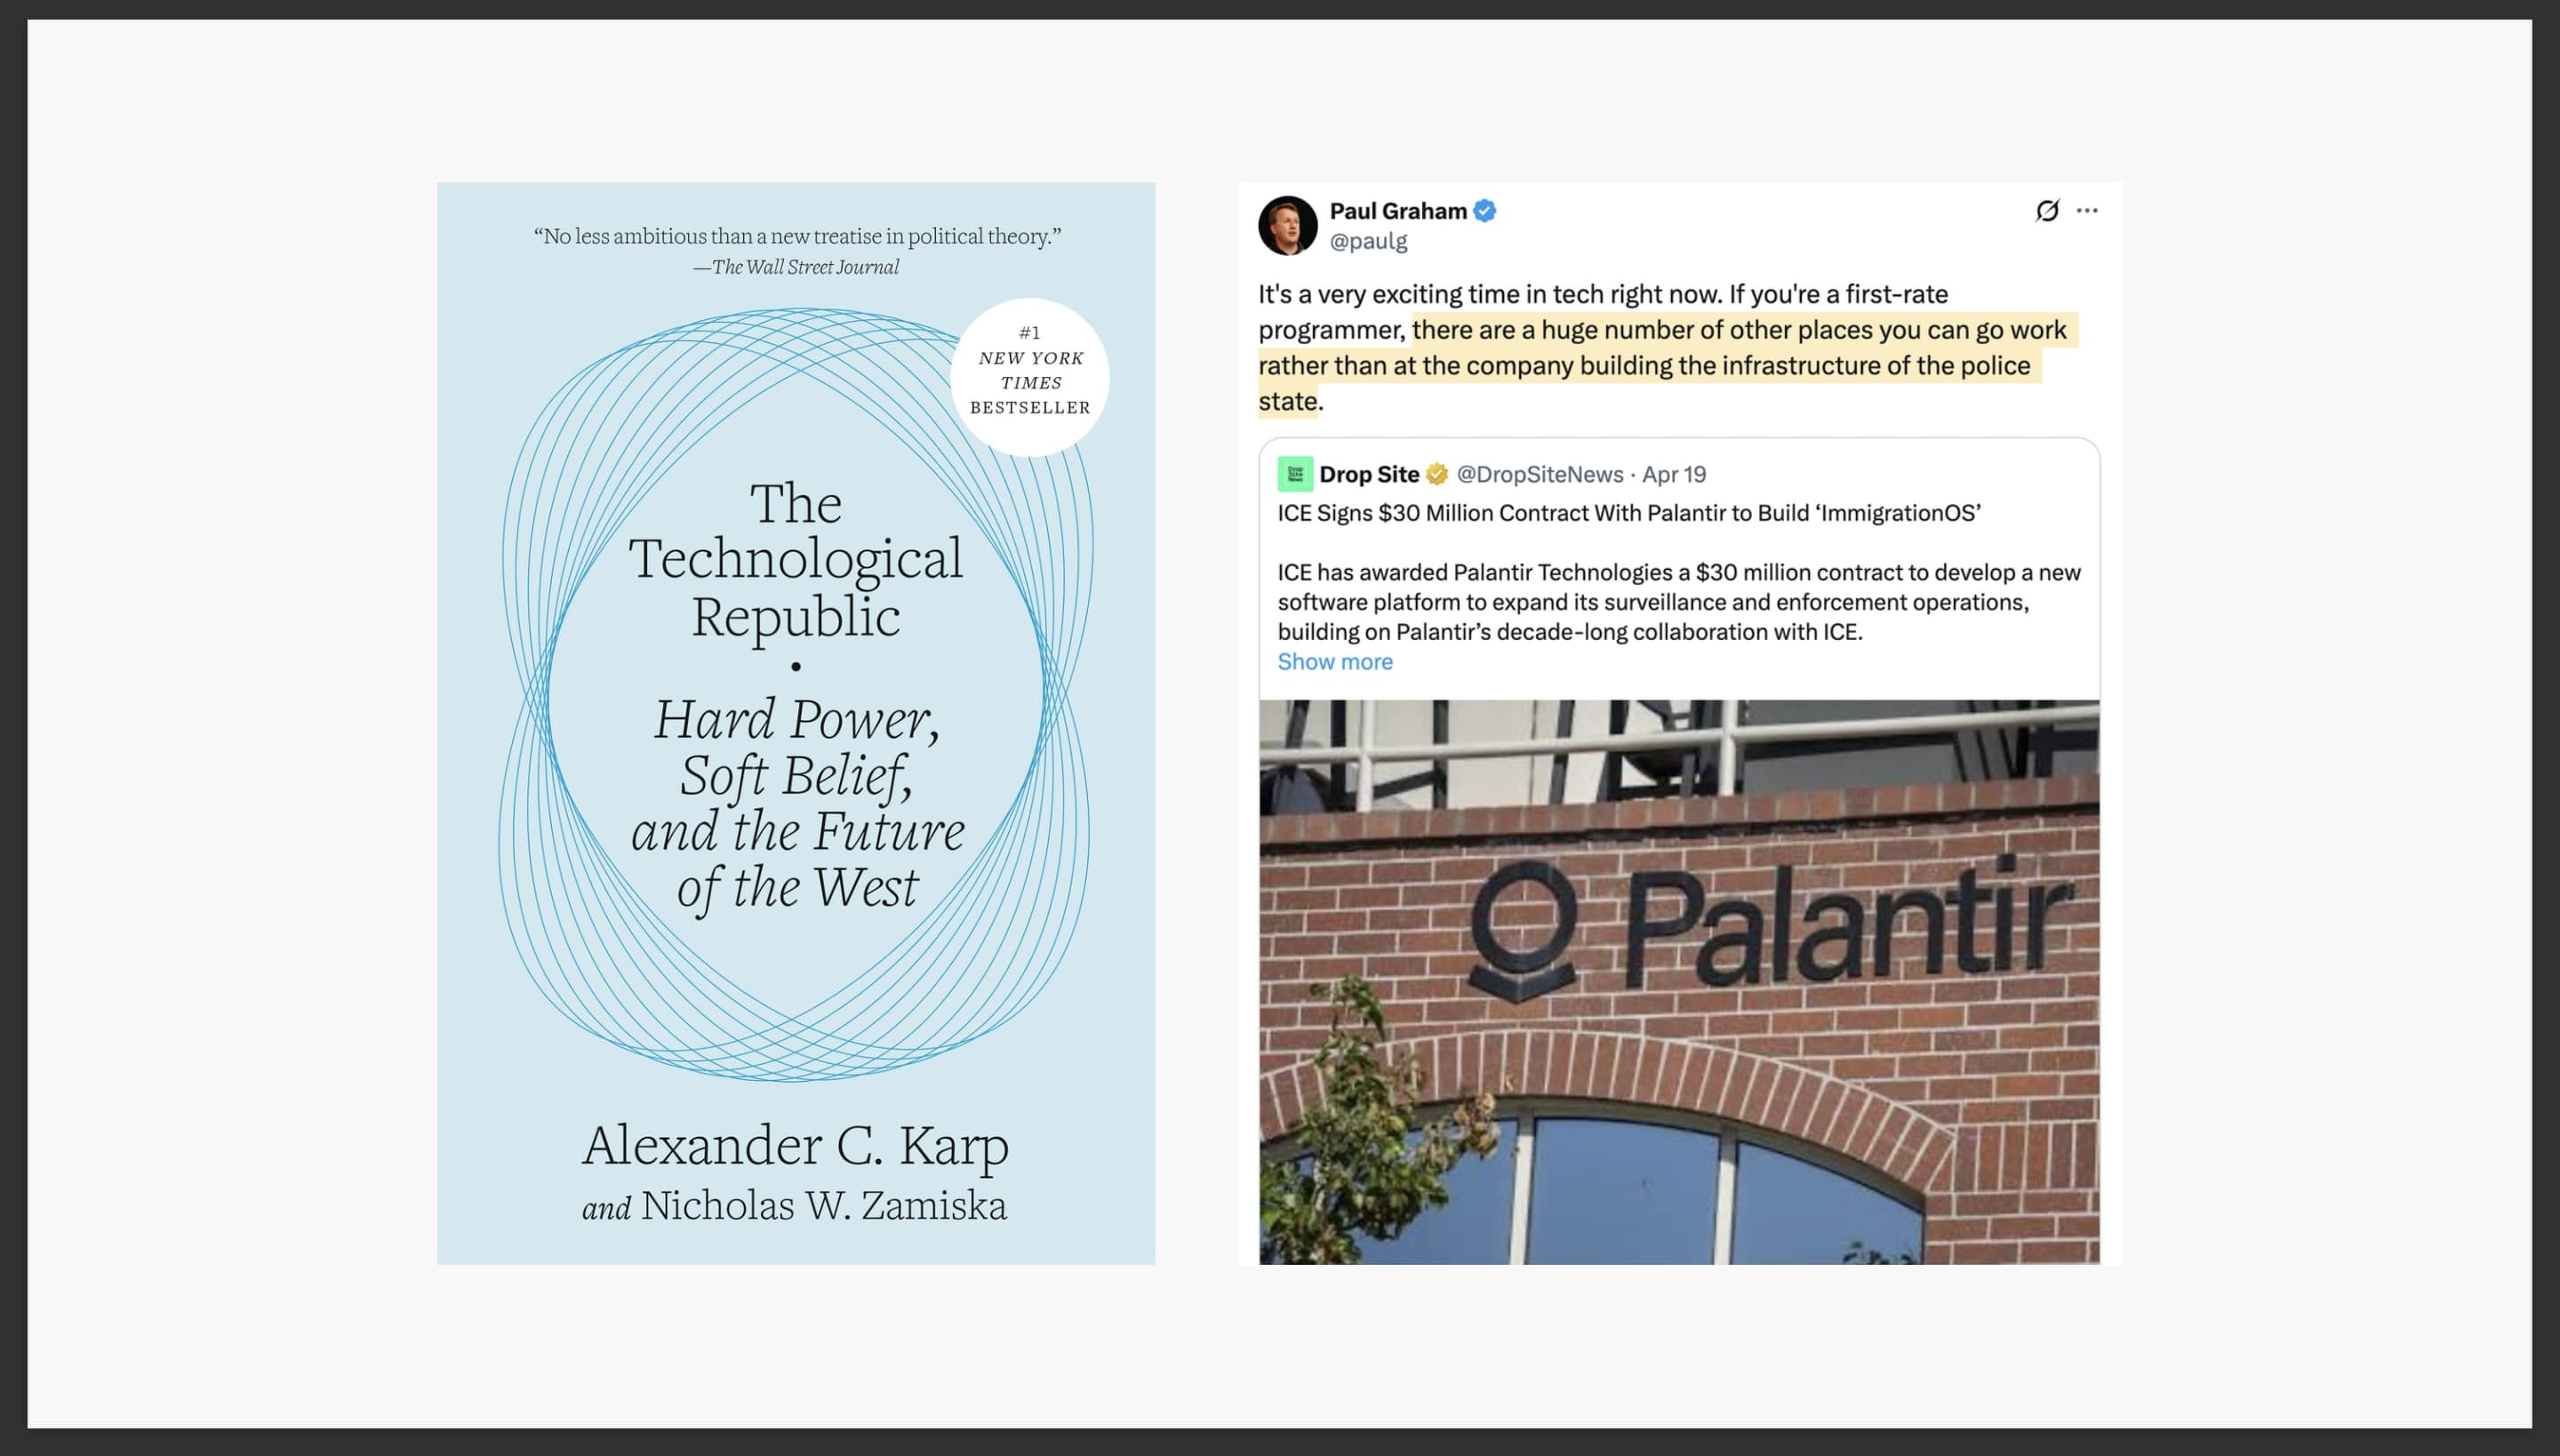 “No less ambitious than a new treatise in political theory.”
—The Wall Street Journal
#1
NEW YORK
TIMES
BESTSELLER
The
Technological
Republic
•
Hard Power,
Soft Belief,
and the Future
of the West
Alexander C. Karp
and Nicholas W. Zamiska
Paul Graham
@paulg
It's a very exciting time in tech right now. If you're a first-rate
programmer, there are a huge number of other places you can go work
rather than at the company building the infrastructure of the police
state.
Drop Site News
Drop Site @DropSiteNews · Apr 19
ICE Signs $30 Million Contract With Palantir to Build ‘ImmigrationOS’
ICE has awarded Palantir Technologies a $30 million contract to develop a new
software platform to expand its surveillance and enforcement operations,
building on Palantir’s decade-long collaboration with ICE.
Show more
Palantir